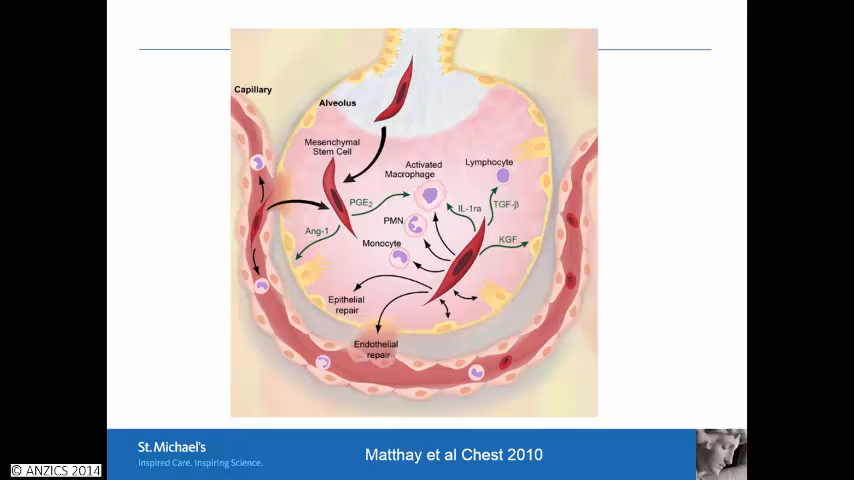 Capillary
Alveolus
Mesenchymal
Stem Cell
Activated
Macrophage
Lymphocyte
PGE2
IL-1ra
TGF-β
PMN
Ang-1
KGF
Monocyte
Epithelial
repair
Endothelial
repair
St. Michael's
Inspired Care. Inspiring Science.
Matthay et al Chest 2010
© ANZICS 2014